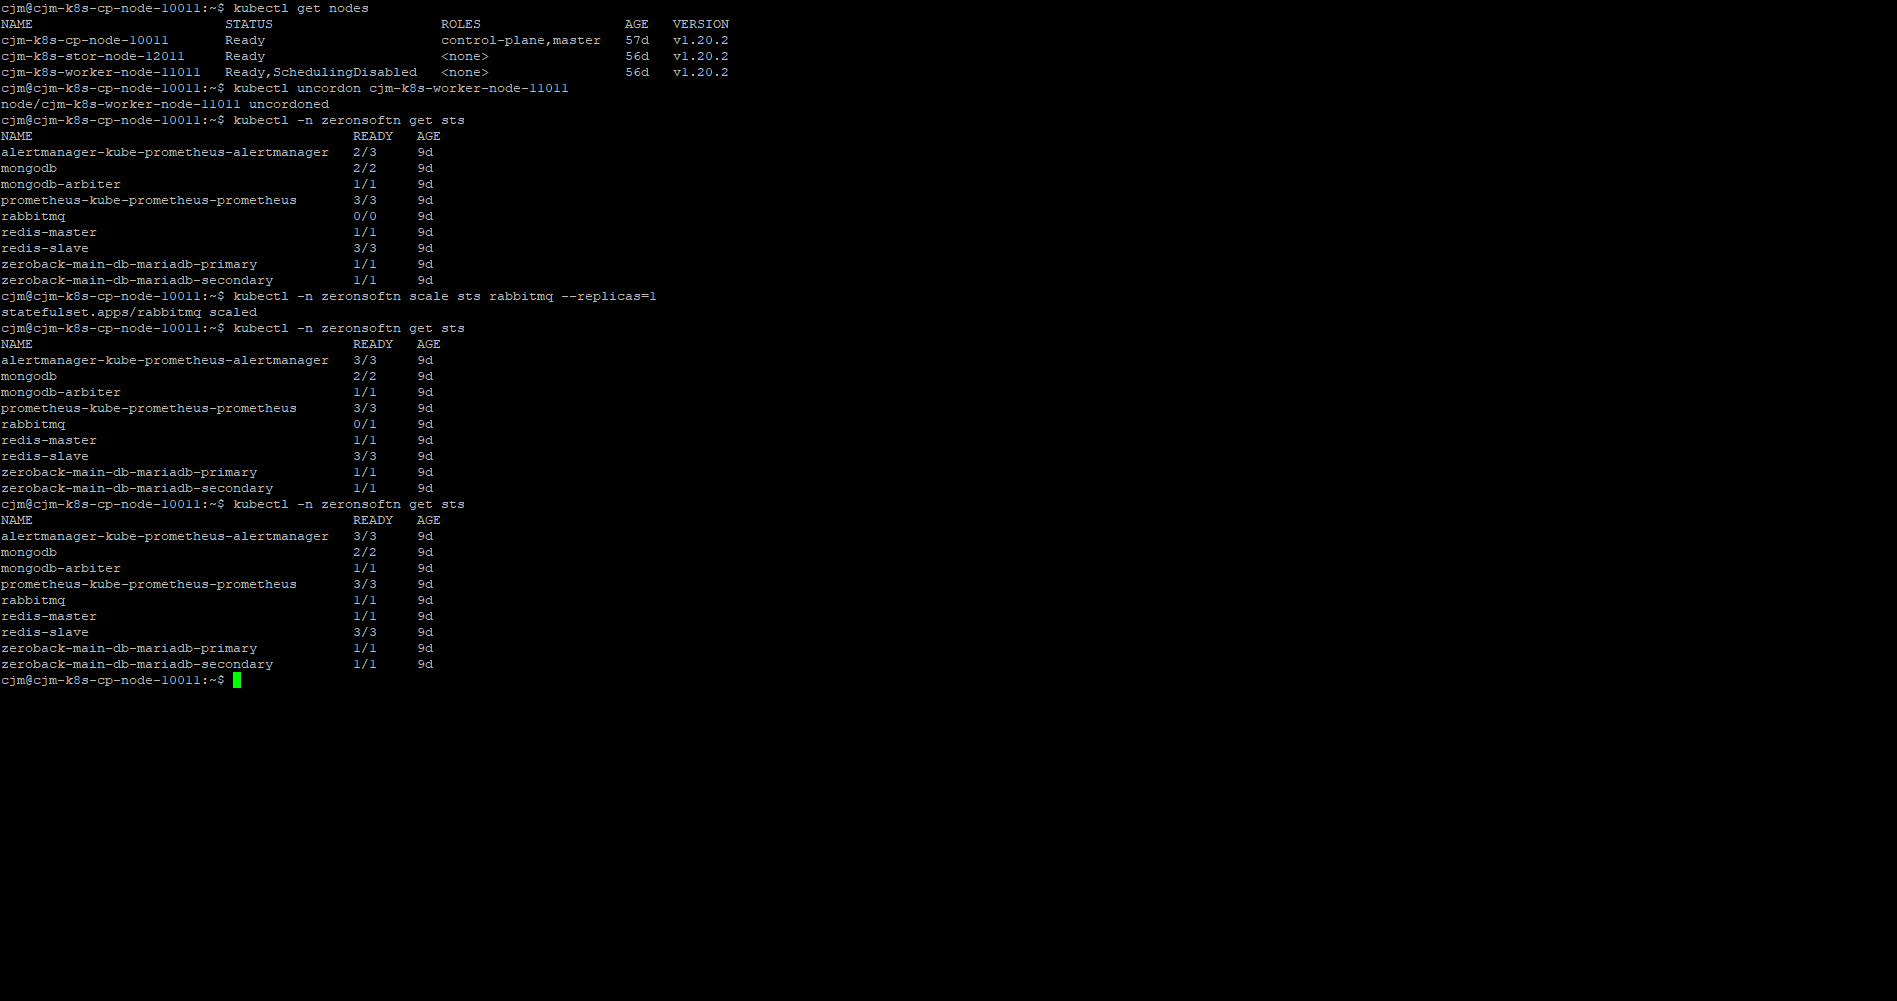 cjm@cjm-k8s-cp-node-10011:~$ kubectl get nodes
NAME                        STATUS                     ROLES                  AGE   VERSION
cjm-k8s-cp-node-10011       Ready                      control-plane,master   57d   v1.20.2
cjm-k8s-stor-node-12011     Ready                      <none>                 56d   v1.20.2
cjm-k8s-worker-node-11011   Ready,SchedulingDisabled   <none>                 56d   v1.20.2
cjm@cjm-k8s-cp-node-10011:~$ kubectl uncordon cjm-k8s-worker-node-11011
node/cjm-k8s-worker-node-11011 uncordoned
cjm@cjm-k8s-cp-node-10011:~$ kubectl -n zeronsoftn get sts
NAME                                        READY   AGE
alertmanager-kube-prometheus-alertmanager   2/3     9d
mongodb                                     2/2     9d
mongodb-arbiter                             1/1     9d
prometheus-kube-prometheus-prometheus       3/3     9d
rabbitmq                                    0/0     9d
redis-master                                1/1     9d
redis-slave                                 3/3     9d
zeroback-main-db-mariadb-primary            1/1     9d
zeroback-main-db-mariadb-secondary          1/1     9d
cjm@cjm-k8s-cp-node-10011:~$ kubectl -n zeronsoftn scale sts rabbitmq --replicas=1
statefulset.apps/rabbitmq scaled
cjm@cjm-k8s-cp-node-10011:~$ kubectl -n zeronsoftn get sts
NAME                                        READY   AGE
alertmanager-kube-prometheus-alertmanager   3/3     9d
mongodb                                     2/2     9d
mongodb-arbiter                             1/1     9d
prometheus-kube-prometheus-prometheus       3/3     9d
rabbitmq                                    0/1     9d
redis-master                                1/1     9d
redis-slave                                 3/3     9d
zeroback-main-db-mariadb-primary            1/1     9d
zeroback-main-db-mariadb-secondary          1/1     9d
cjm@cjm-k8s-cp-node-10011:~$ kubectl -n zeronsoftn get sts
NAME                                        READY   AGE
alertmanager-kube-prometheus-alertmanager   3/3     9d
mongodb                                     2/2     9d
mongodb-arbiter                             1/1     9d
prometheus-kube-prometheus-prometheus       3/3     9d
rabbitmq                                    1/1     9d
redis-master                                1/1     9d
redis-slave                                 3/3     9d
zeroback-main-db-mariadb-primary            1/1     9d
zeroback-main-db-mariadb-secondary          1/1     9d
cjm@cjm-k8s-cp-node-10011:~$